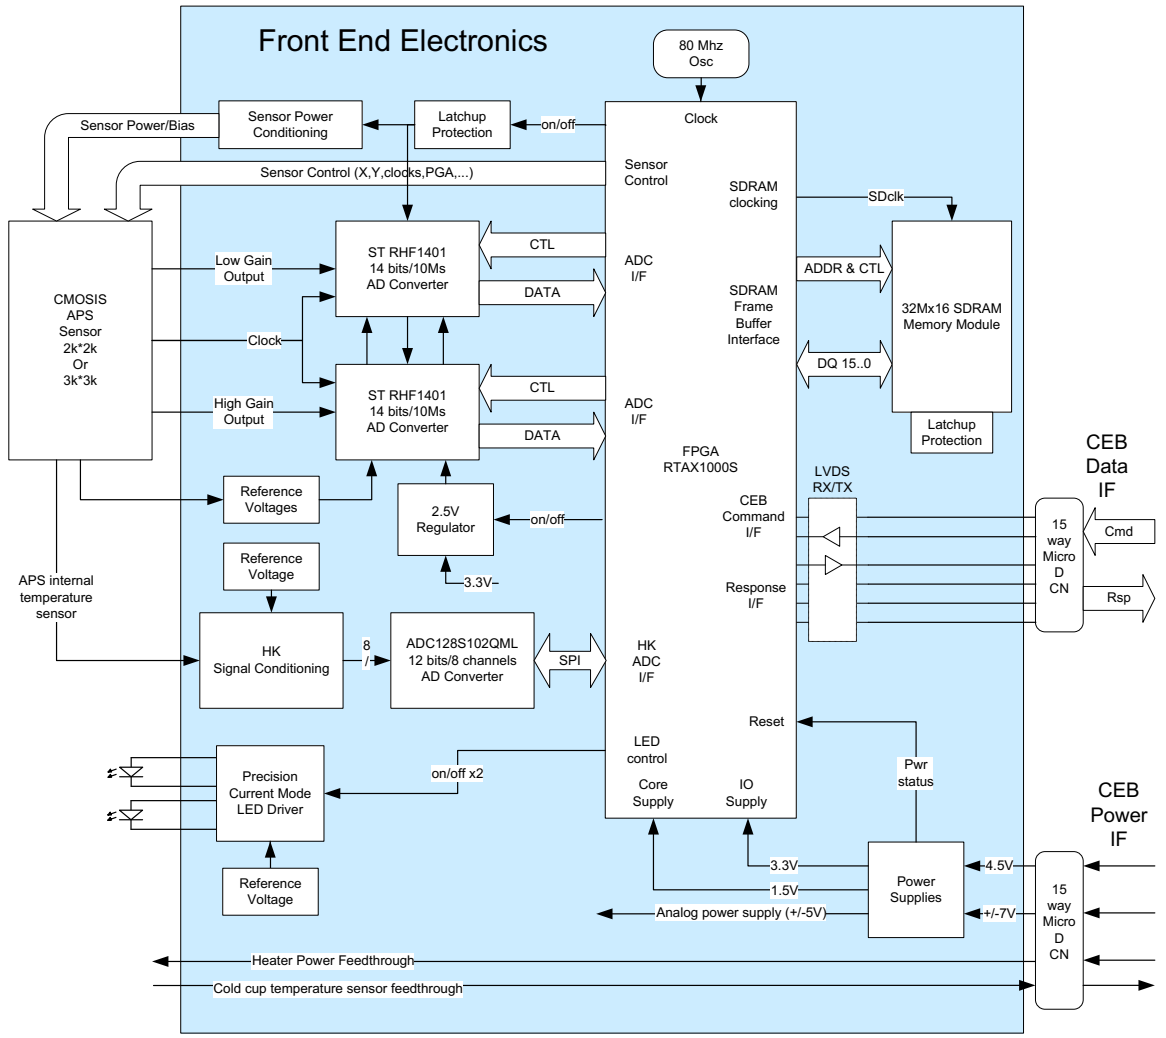 Front End Electronics
80 Mhz
Osc
Sensor Power/Bias
Sensor Power
Conditioning
Latchup
Protection
on/off
Clock
Sensor Control (X,Y,clocks,PGA,...)
Sensor
Control
SDRAM
clocking
SDclk
CMOSIS
APS
Sensor
2k*2k
Or
3k*3k
Low Gain
Output
Clock
High Gain
Output
ST RHF1401
14 bits/10Ms
AD Converter
CTL
DATA
ADC
I/F
SDRAM
Frame
Buffer
Interface
ADDR & CTL
DQ 15..0
32Mx16 SDRAM
Memory Module
Latchup
Protection
ST RHF1401
14 bits/10Ms
AD Converter
CTL
DATA
ADC
I/F
FPGA
RTAX1000S
LVDS
RX/TX
CEB
Data
IF
Reference
Voltages
2.5V
Regulator
on/off
3.3V
CEB
Command
I/F
Response
I/F
15
way
Micro
D
CN
Cmd
Rsp
APS internal
temperature
sensor
Reference
Voltage
HK
Signal Conditioning
8
/
ADC128S102QML
12 bits/8 channels
AD Converter
SPI
HK
ADC
I/F
Reset
Pwr
status
LED
control
on/off x2
Precision
Current Mode
LED Driver
Reference
Voltage
Core
Supply
IO
Supply
3.3V
1.5V
Analog power supply (+/-5V)
Power
Supplies
4.5V
+/-7V
CEB
Power
IF
15
way
Micro
D
CN
Heater Power Feedthrough
Cold cup temperature sensor feedthrough